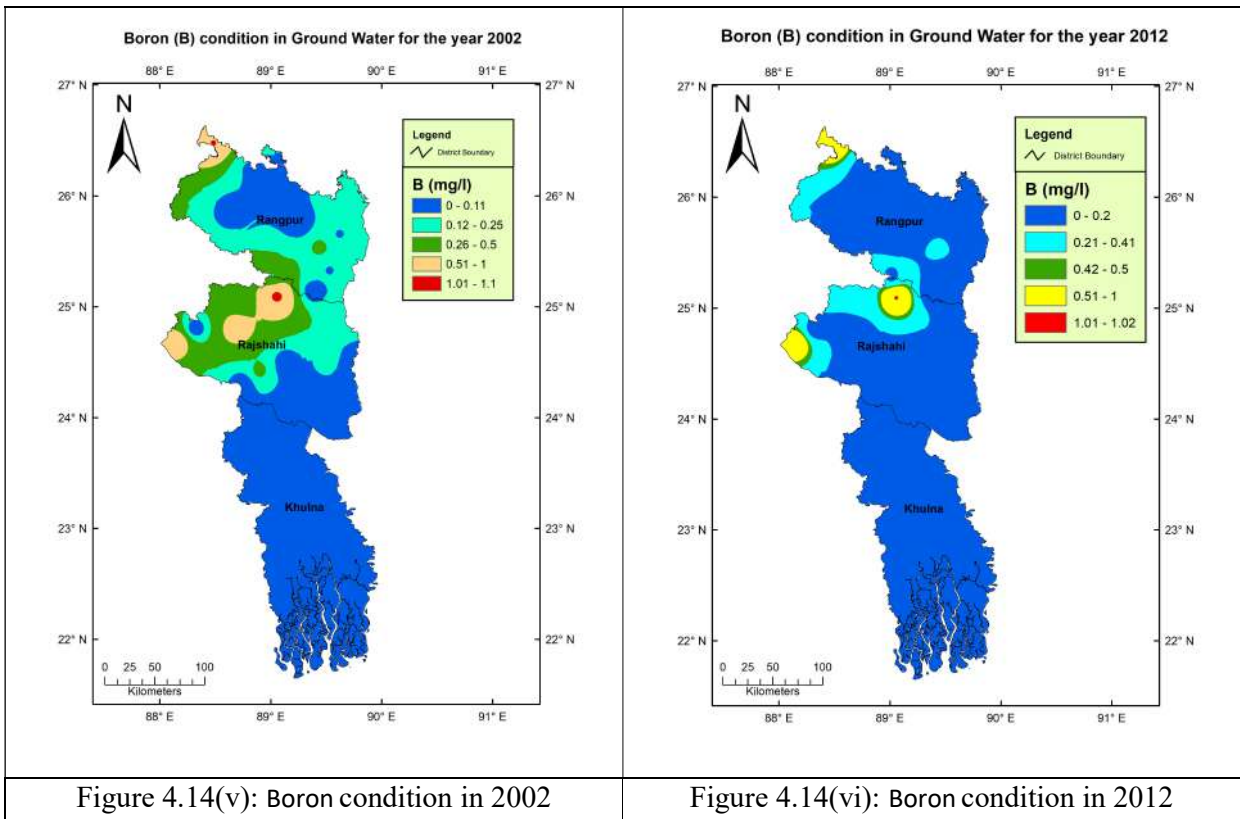 Boron (B) condition in Ground Water for the year 2002
88° E 89° E 90° E 91° E
27° N 27° N
N
Legend
District Boundary
B (mg/l)
0 - 0.11
0.12 - 0.25
0.26 - 0.5
0.51 - 1
1.01 - 1.1
26° N 26° N
Rangpur
25° N 25° N
Rajshahi
24° N 24° N
Khulna
23° N 23° N
22° N 22° N
0 25 50 100
Kilometers
88° E 89° E 90° E 91° E
Figure 4.14(v): Boron condition in 2002
Boron (B) condition in Ground Water for the year 2012
88° E 89° E 90° E 91° E
27° N 27° N
N
Legend
District Boundary
B (mg/l)
0 - 0.2
0.21 - 0.41
0.42 - 0.5
0.51 - 1
1.01 - 1.02
26° N 26° N
Rangpur
25° N 25° N
Rajshahi
24° N 24° N
Khulna
23° N 23° N
22° N 22° N
0 25 50 100
Kilometers
88° E 89° E 90° E 91° E
Figure 4.14(vi): Boron condition in 2012